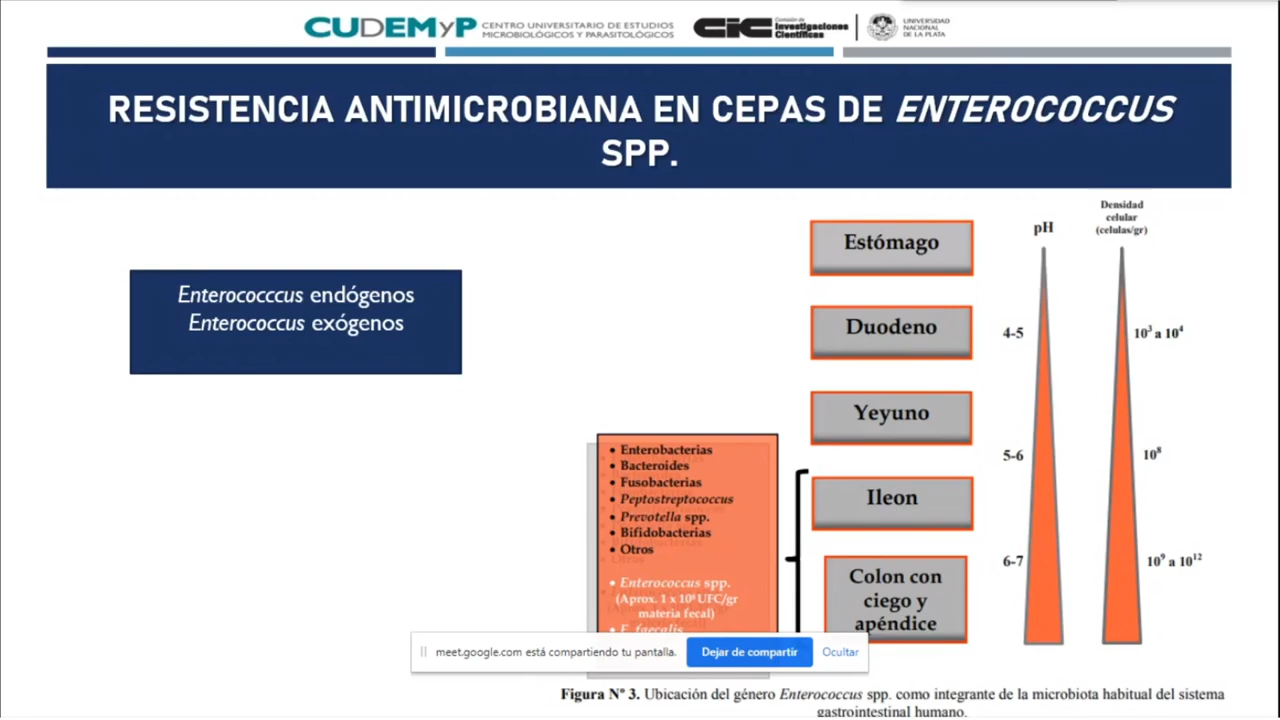 CUDEMyP CENTRO UNIVERSITARIO DE ESTUDIOS
MICROBIOLÓGICOS Y PARASITOLÓGICOS
CIC Comisión de
Investigaciones
Científicas
UNIVERSIDAD
NACIONAL
DE LA PLATA
RESISTENCIA ANTIMICROBIANA EN CEPAS DE ENTEROCOCCUS
SPP.
Enterococccus endógenos
Enterococcus exógenos
• Enterobacterias
• Bacteroides
• Fusobacterias
• Peptostreptococcus
• Prevotella spp.
• Bifidobacterias
• Otros
• Enterococcus spp.
(Aprox. 1 x 10⁸ UFC/gr
materia fecal)
• E. faecalis
Estómago
Duodeno
Yeyuno
Ileon
Colon con
ciego y
apéndice
pH
4-5
5-6
6-7
Densidad
celular
(celulas/gr)
10³ a 10⁴
10⁸
10⁹ a 10¹²
meet.google.com está compartiendo tu pantalla. Dejar de compartir Ocultar
Figura Nº 3. Ubicación del género Enterococcus spp. como integrante de la microbiota habitual del sistema
gastrointestinal humano.